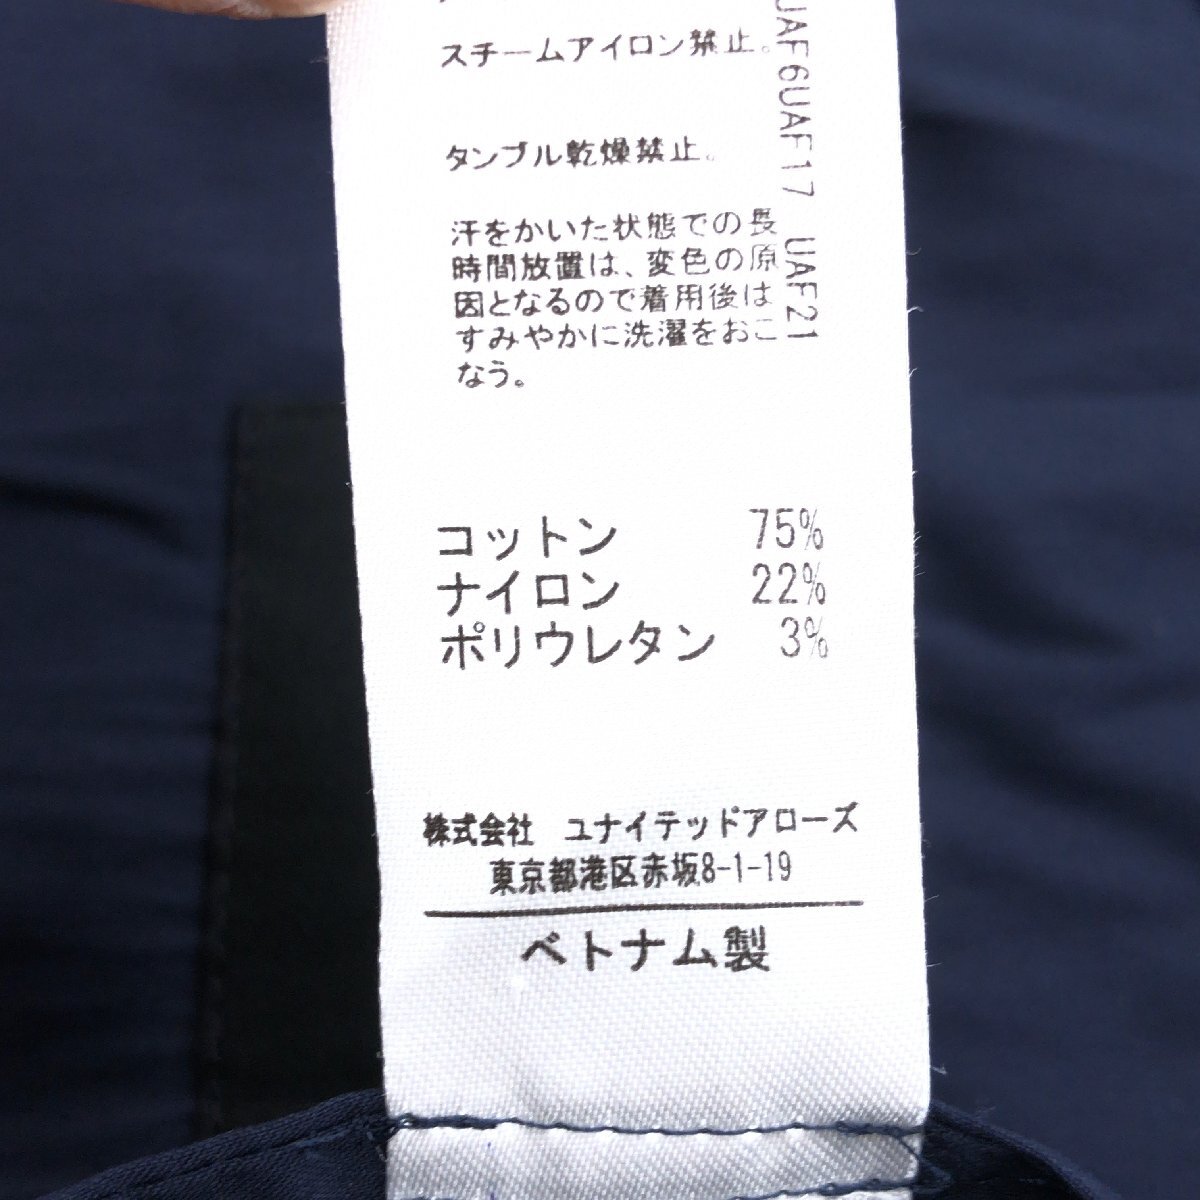 スチームアイロン禁止。
タンブル乾燥禁止。
汗をかいた状態での長
時間放置は、変色の原
因となるので着用後は
すみやかに洗濯をおこ
なう。
UAF6UAF17 UAF21
コットン 75%
ナイロン 22%
ポリウレタン 3%
株式会社 ユナイテッドアローズ
東京都港区赤坂8-1-19
ベトナム製